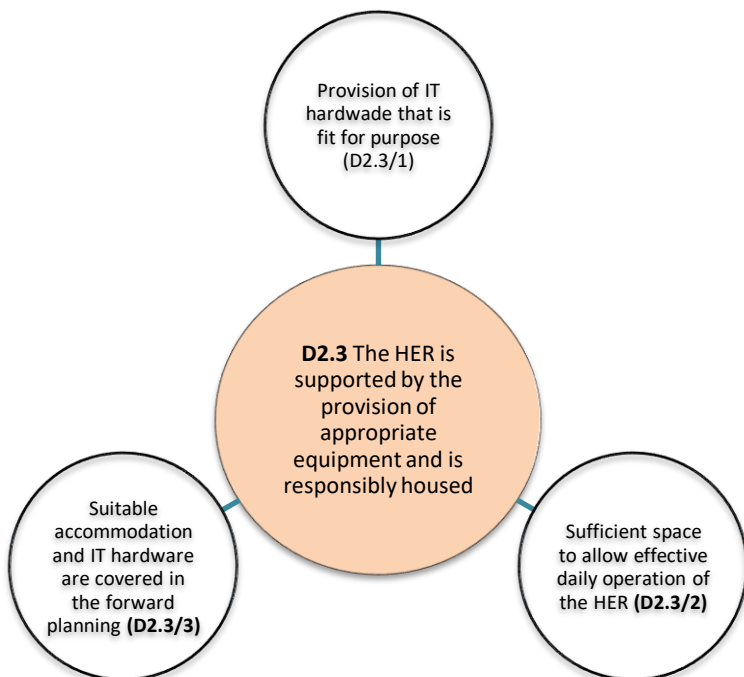 Provision of IT
hardwade that is
fit for purpose
(D2.3/1)
D2.3 The HER is
supported by the
provision of
appropriate
equipment and is
responsibly housed
Suitable
accommodation
and IT hardware
are covered in
the forward
planning (D2.3/3)
Sufficient space
to allow effective
daily operation of
the HER (D2.3/2)